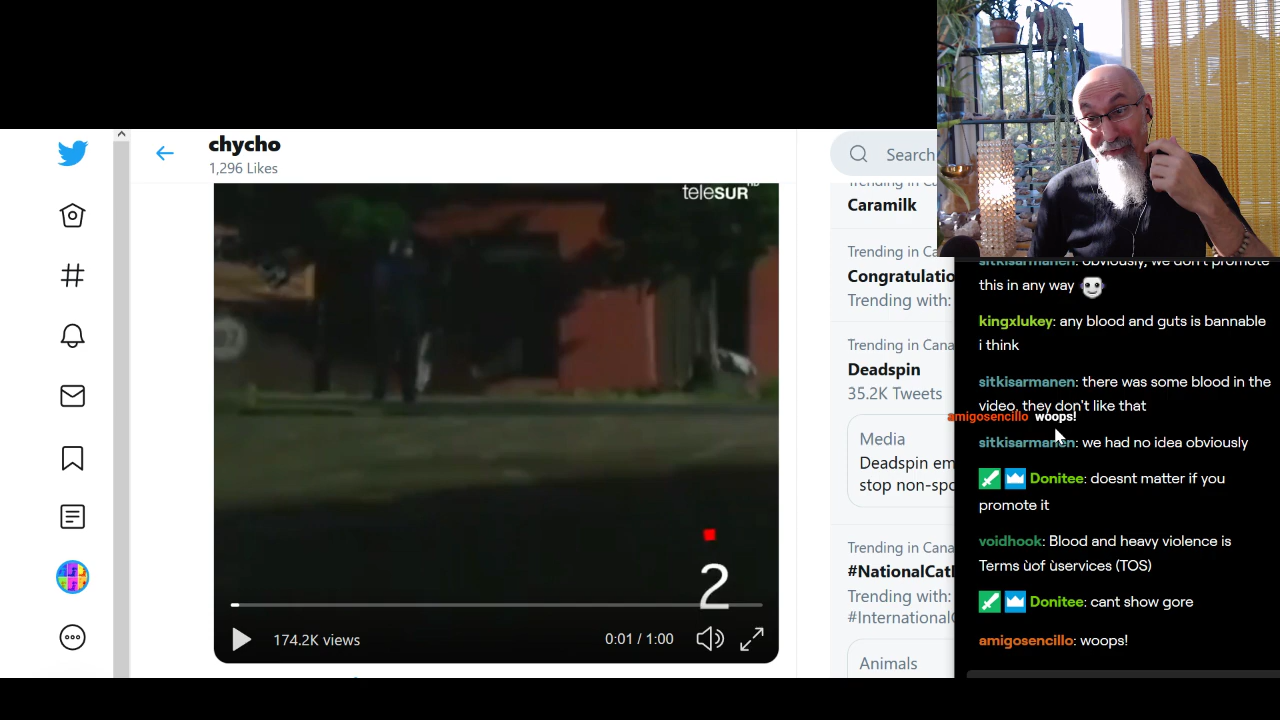 chycho
1,296 Likes
teleSUR HD
2
174.2K views
0:01 / 1:00
Search
Trending in Ca
Caramilk
Trending in Ca
Congratulatio
Trending with:
Trending in Cana
Deadspin
35.2K Tweets
Media
Deadspin em
stop non-spo
Trending in Cana
#NationalCatI
Trending with:
#International
Animals
sitkisarmanen: obviously, we don't promote
this in any way
kingxlukey: any blood and guts is bannable
i think
sitkisarmanen: there was some blood in the
video, they don't like that
amigosencillo woops!
sitkisarmanen: we had no idea obviously
Donitee: doesnt matter if you
promote it
voidhook: Blood and heavy violence is
Terms ùof ùservices (TOS)
Donitee: cant show gore
amigosencillo: woops!